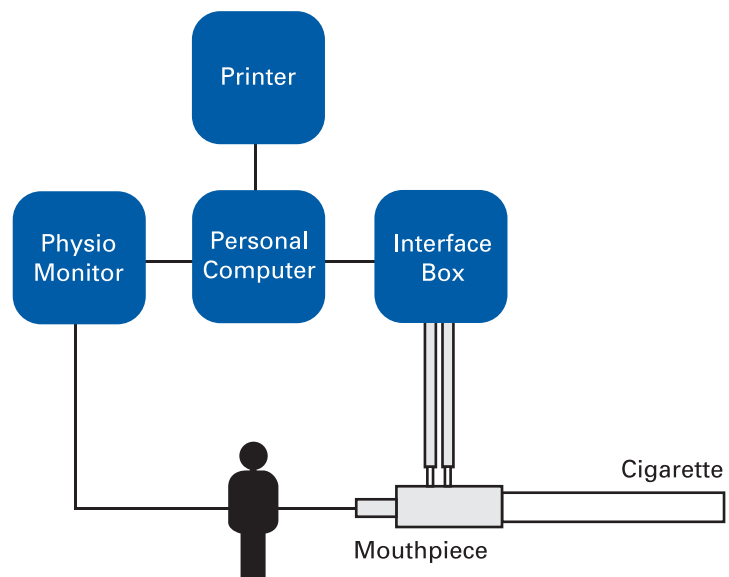 Printer
Physio
Monitor
Personal
Computer
Interface
Box
Cigarette
Mouthpiece